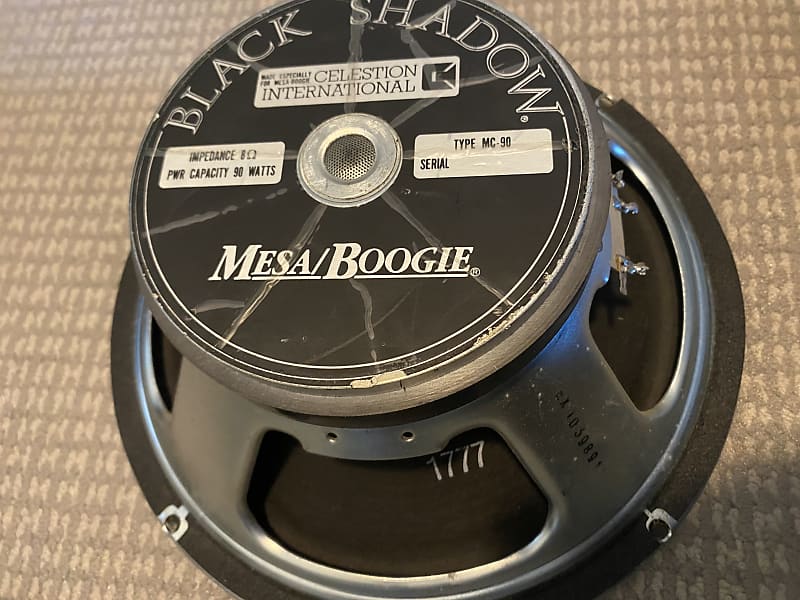 BLACK SHADOW®
MADE ESPECIALLY
FOR MESA-BOOGIE
CELESTION
INTERNATIONAL
IMPEDANCE 8Ω
PWR CAPACITY 90 WATTS
TYPE MC-90
SERIAL
MESA/BOOGIE®
1777